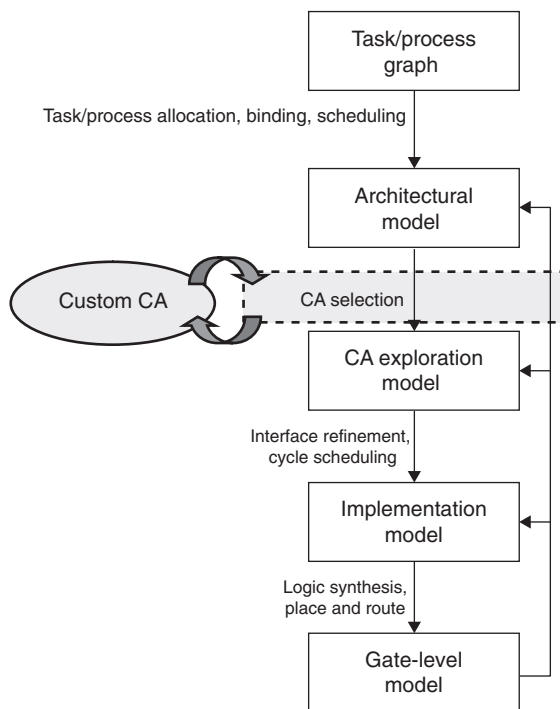 Task/process
graph
Task/process allocation, binding, scheduling
Architectural
model
Custom CA
CA selection
CA exploration
model
Interface refinement,
cycle scheduling
Implementation
model
Logic synthesis,
place and route
Gate-level
model